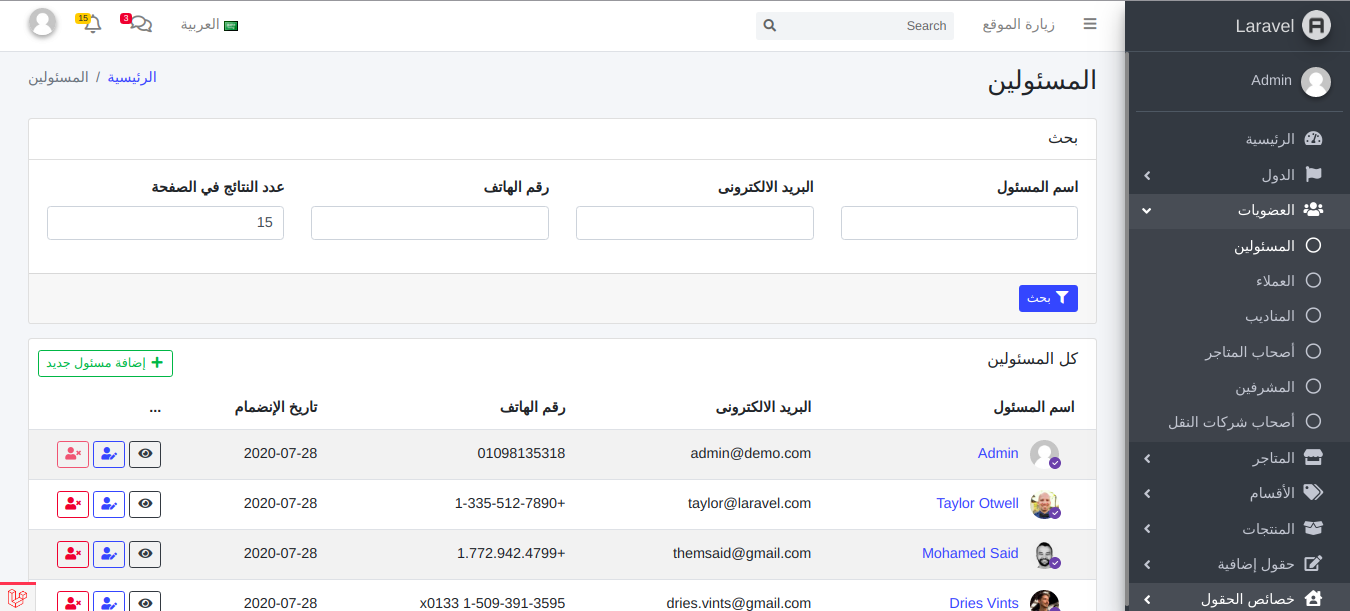 Laravel
زيارة الموقع
Search
العربية
3
15
Admin
الرئيسية
الدول
العضويات
المسئولين
العملاء
المناديب
أصحاب المتاجر
المشرفين
أصحاب شركات النقل
المتاجر
الأقسام
المنتجات
حقول إضافية
خصائص الحقول
المسئولين
الرئيسية / المسئولين
بحث
اسم المسئول البريد الالكترونى رقم الهاتف عدد النتائج في الصفحة
15
بحث
كل المسئولين
إضافة مسئول جديد
اسم المسئول البريد الالكترونى رقم الهاتف تاريخ الإنضمام ...
Admin admin@demo.com 01098135318 2020-07-28
Taylor Otwell taylor@laravel.com 1-335-512-7890+ 2020-07-28
Mohamed Said themsaid@gmail.com 1.772.942.4799+ 2020-07-28
Dries Vints dries.vints@gmail.com x0133 1-509-391-3595 2020-07-28